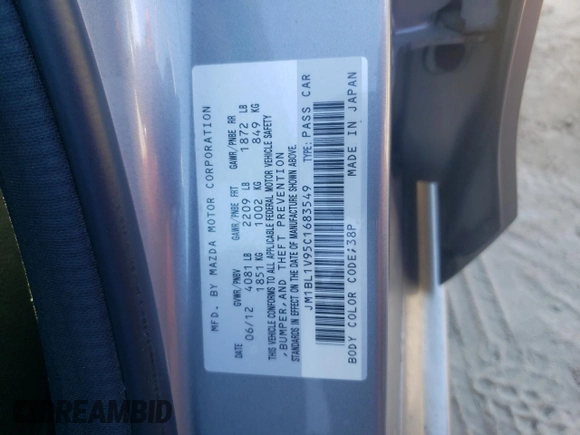 MFD. BY MAZDA MOTOR CORPORATION
DATE GVWR/PNBV GAWR/PNBE FRT GAWR/PNBE RR
06/12 4081 LB 2209 LB 1872 LB
1851 KG 1002 KG 849 KG
THIS VEHICLE CONFORMS TO ALL APPLICABLE FEDERAL MOTOR VEHICLE SAFETY
,BUMPER,AND THEFT PREVENTION
STANDARDS IN EFFECT ON THE DATE OF MANUFACTURE SHOWN ABOVE.
JM1BL1V95C1683549 TYPE: PASS CAR
BODY COLOR CODE:38P MADE IN JAPAN
DREAMBID